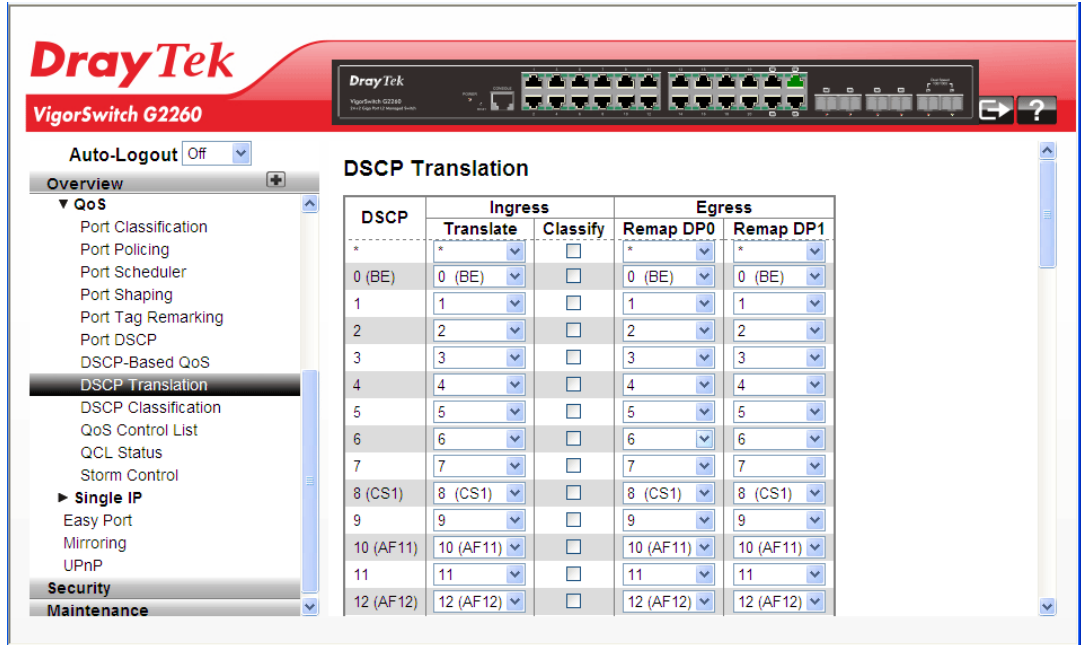 DrayTek
VigorSwitch G2260
DrayTek
VigorSwitch G2260
CONSOLE
POWER
Auto-Logout Off
Overview
▼ QoS
Port Classification
Port Policing
Port Scheduler
Port Shaping
Port Tag Remarking
Port DSCP
DSCP-Based QoS
DSCP Translation
DSCP Classification
QoS Control List
QCL Status
Storm Control
► Single IP
Easy Port
Mirroring
UPnP
Security
Maintenance
DSCP Translation
DSCP Ingress Egress
Translate Classify Remap DP0 Remap DP1
* * * *
0 (BE) 0 (BE) 0 (BE) 0 (BE)
1 1 1 1
2 2 2 2
3 3 3 3
4 4 4 4
5 5 5 5
6 6 6 6
7 7 7 7
8 (CS1) 8 (CS1) 8 (CS1) 8 (CS1)
9 9 9 9
10 (AF11) 10 (AF11) 10 (AF11) 10 (AF11)
11 11 11 11
12 (AF12) 12 (AF12) 12 (AF12) 12 (AF12)